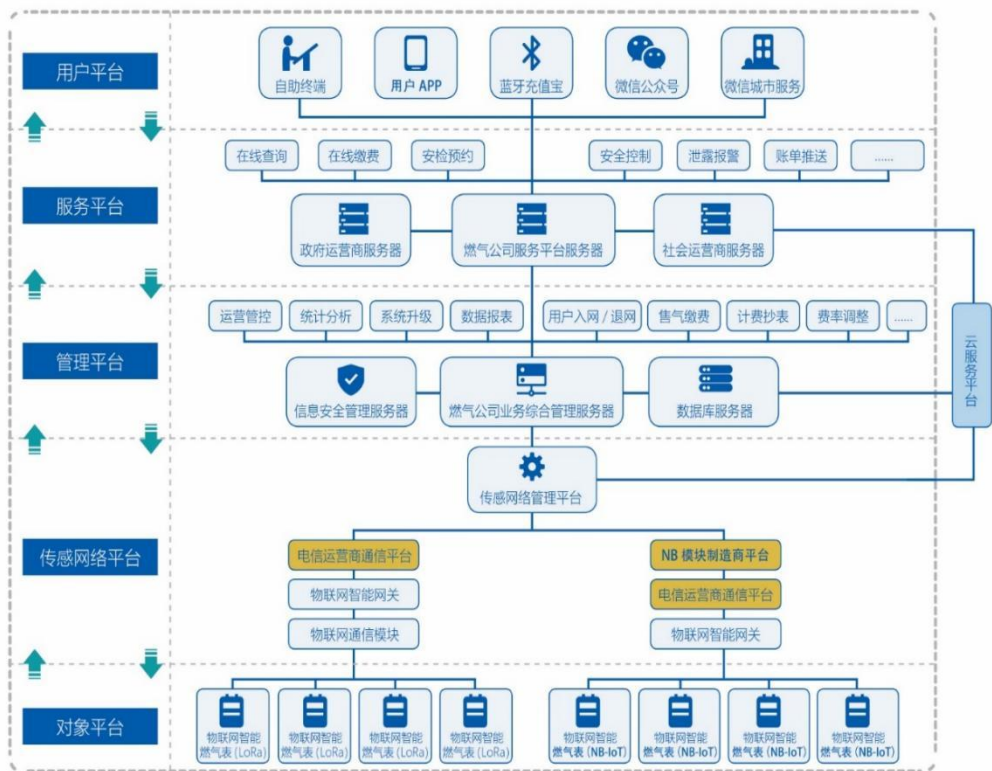 用户平台
自助终端
用户 APP
蓝牙充值宝
微信公众号
微信城市服务
在线查询
在线缴费
安检预约
安全控制
泄露报警
账单推送
……
服务平台
政府运营商服务器
燃气公司服务平台服务器
社会运营商服务器
运营管控
统计分析
系统升级
数据报表
用户入网 / 退网
售气缴费
计费抄表
费率调整
……
云服务平台
管理平台
信息安全管理服务器
燃气公司业务综合管理服务器
数据库服务器
传感网络管理平台
传感网络平台
电信运营商通信平台
物联网智能网关
物联网通信模块
NB 模块制造商平台
电信运营商通信平台
物联网智能网关
对象平台
物联网智能
燃气表 (LoRa)
物联网智能
燃气表 (LoRa)
物联网智能
燃气表 (LoRa)
物联网智能
燃气表 (LoRa)
物联网智能
燃气表 (NB-IoT)
物联网智能
燃气表 (NB-IoT)
物联网智能
燃气表 (NB-IoT)
物联网智能
燃气表 (NB-IoT)